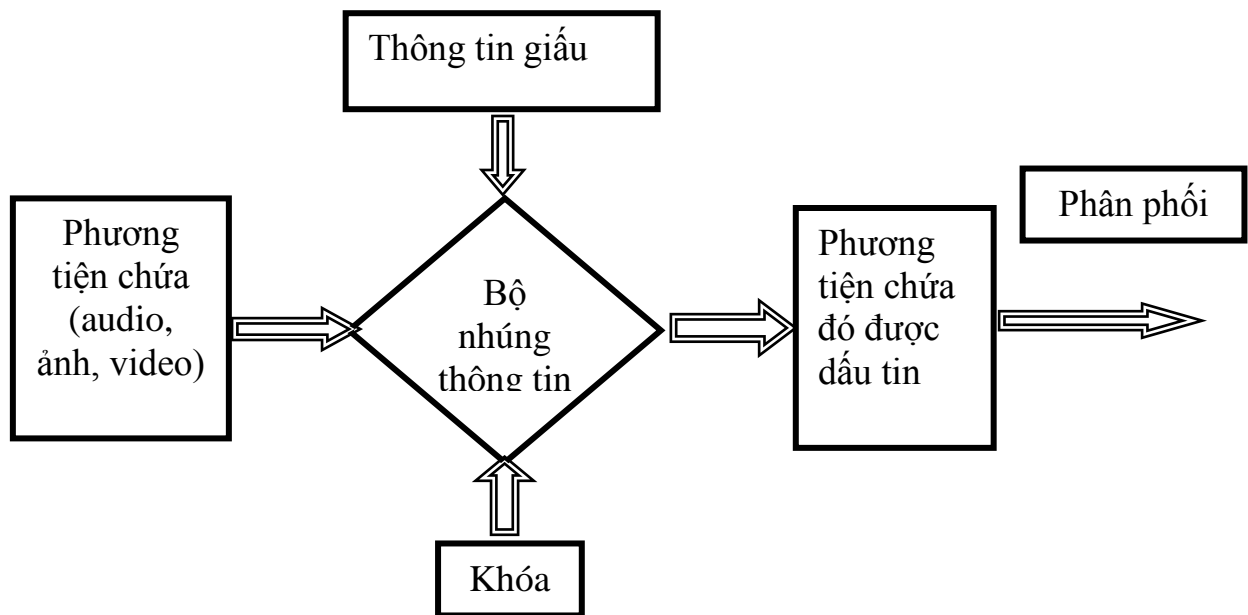 Thông tin giấu
Phương
tiện chứa
(audio,
ảnh, video)
Bộ
nhúng
thông tin
Phương
tiện chứa
đó được
dấu tin
Phân phối
Khóa